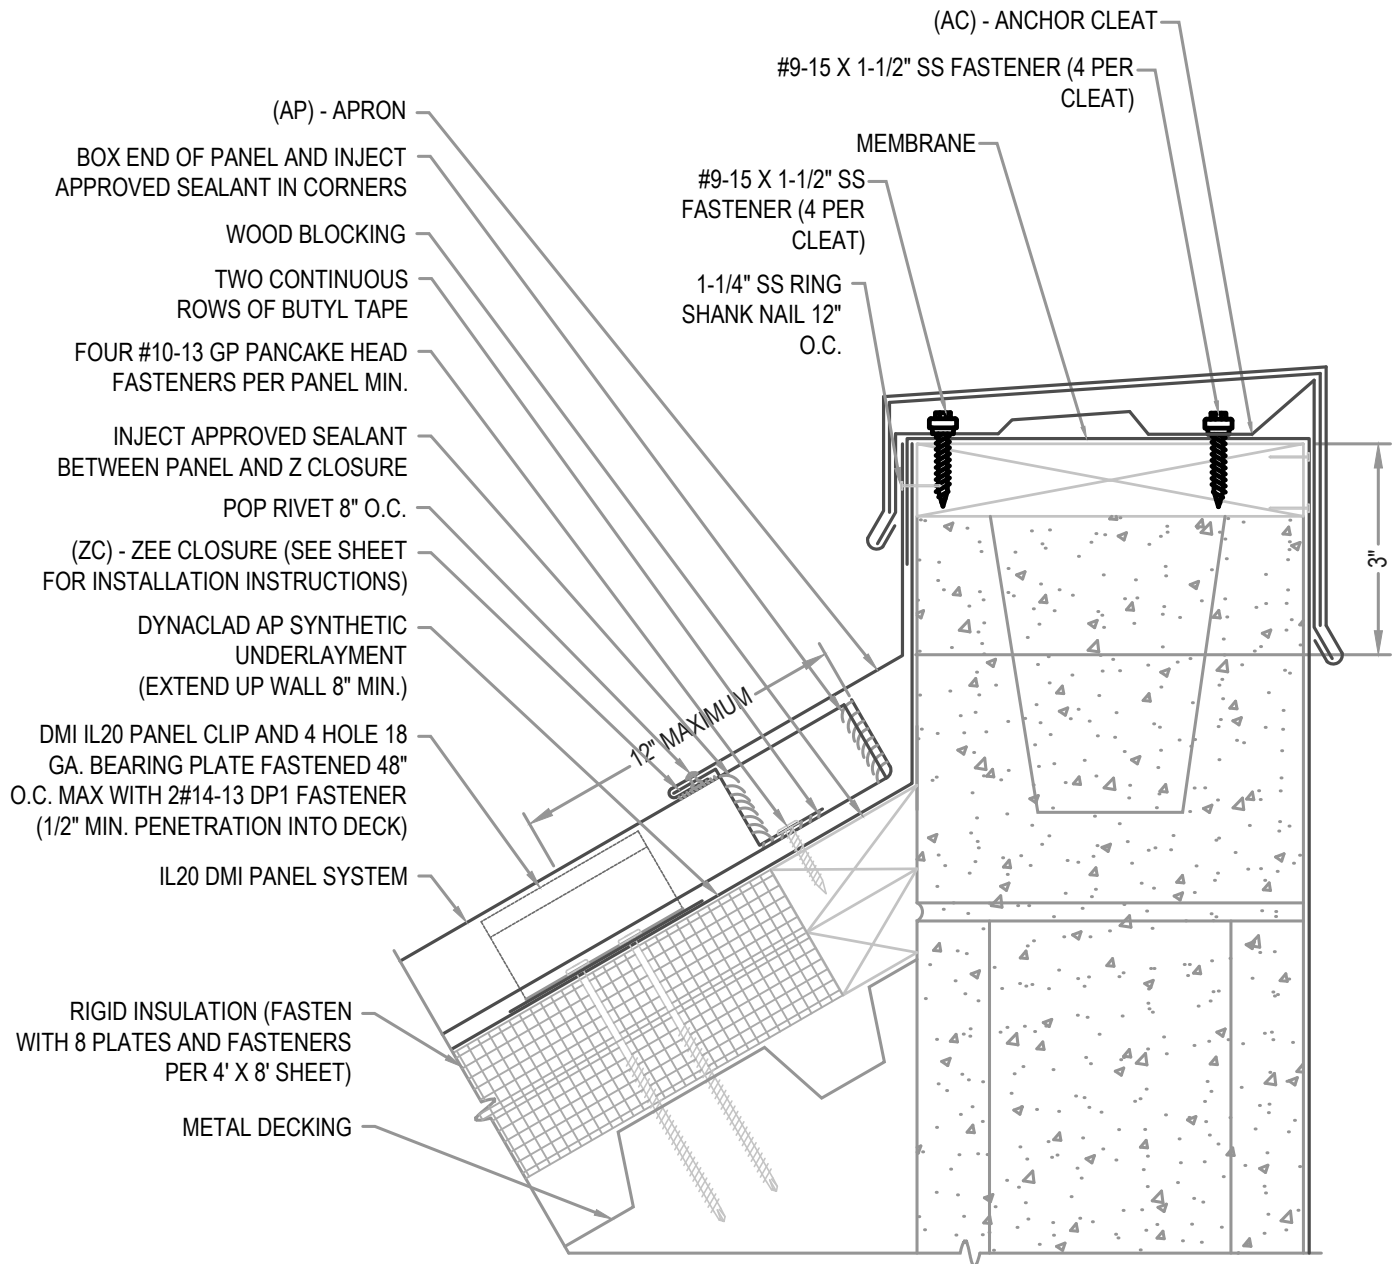 (AC) - ANCHOR CLEAT
#9-15 X 1-1/2" SS FASTENER (4 PER
CLEAT)
MEMBRANE
#9-15 X 1-1/2" SS
FASTENER (4 PER
CLEAT)
1-1/4" SS RING
SHANK NAIL 12"
O.C.
(AP) - APRON
BOX END OF PANEL AND INJECT
APPROVED SEALANT IN CORNERS
WOOD BLOCKING
TWO CONTINUOUS
ROWS OF BUTYL TAPE
FOUR #10-13 GP PANCAKE HEAD
FASTENERS PER PANEL MIN.
INJECT APPROVED SEALANT
BETWEEN PANEL AND Z CLOSURE
POP RIVET 8" O.C.
(ZC) - ZEE CLOSURE (SEE SHEET
FOR INSTALLATION INSTRUCTIONS)
DYNACLAD AP SYNTHETIC
UNDERLAYMENT
(EXTEND UP WALL 8" MIN.)
DMI IL20 PANEL CLIP AND 4 HOLE 18
GA. BEARING PLATE FASTENED 48"
O.C. MAX WITH 2#14-13 DP1 FASTENER
(1/2" MIN. PENETRATION INTO DECK)
IL20 DMI PANEL SYSTEM
RIGID INSULATION (FASTEN
WITH 8 PLATES AND FASTENERS
PER 4' X 8' SHEET)
METAL DECKING
12" MAXIMUM
3"